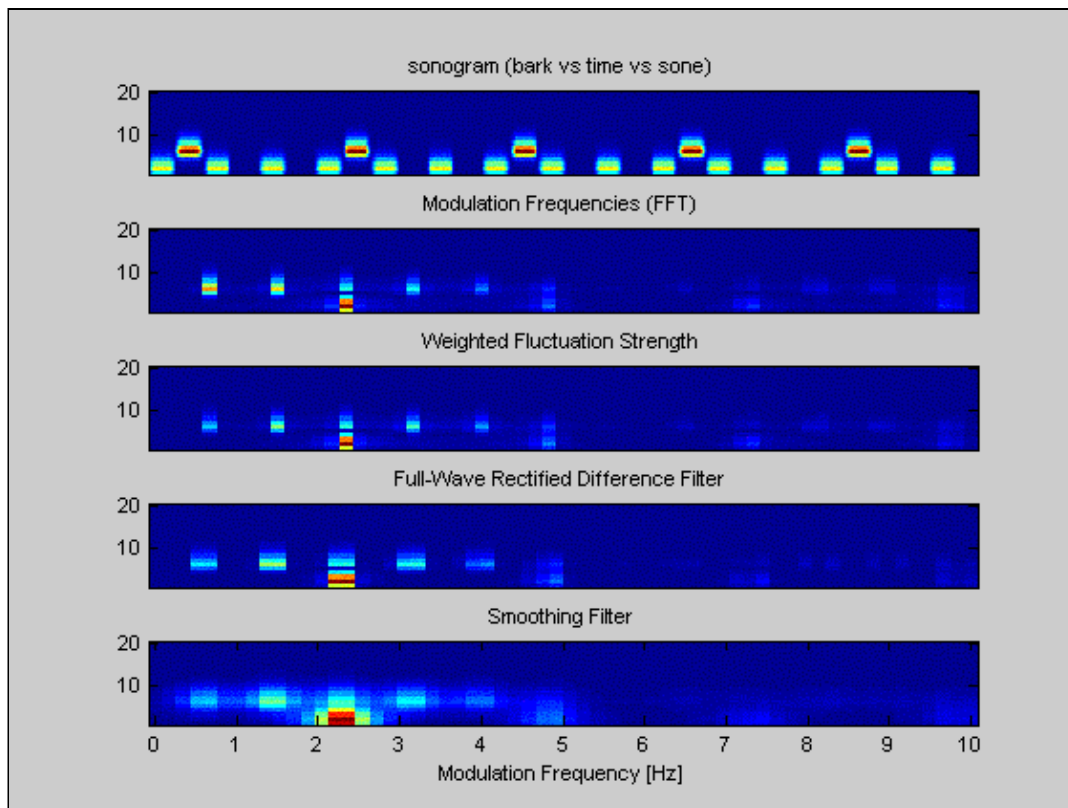 sonogram (bark vs time vs sone)
20
10
Modulation Frequencies (FFT)
20
10
Weighted Fluctuation Strength
20
10
Full-Wave Rectified Difference Filter
20
10
Smoothing Filter
20
10
0 1 2 3 4 5 6 7 8 9 10
Modulation Frequency [Hz]